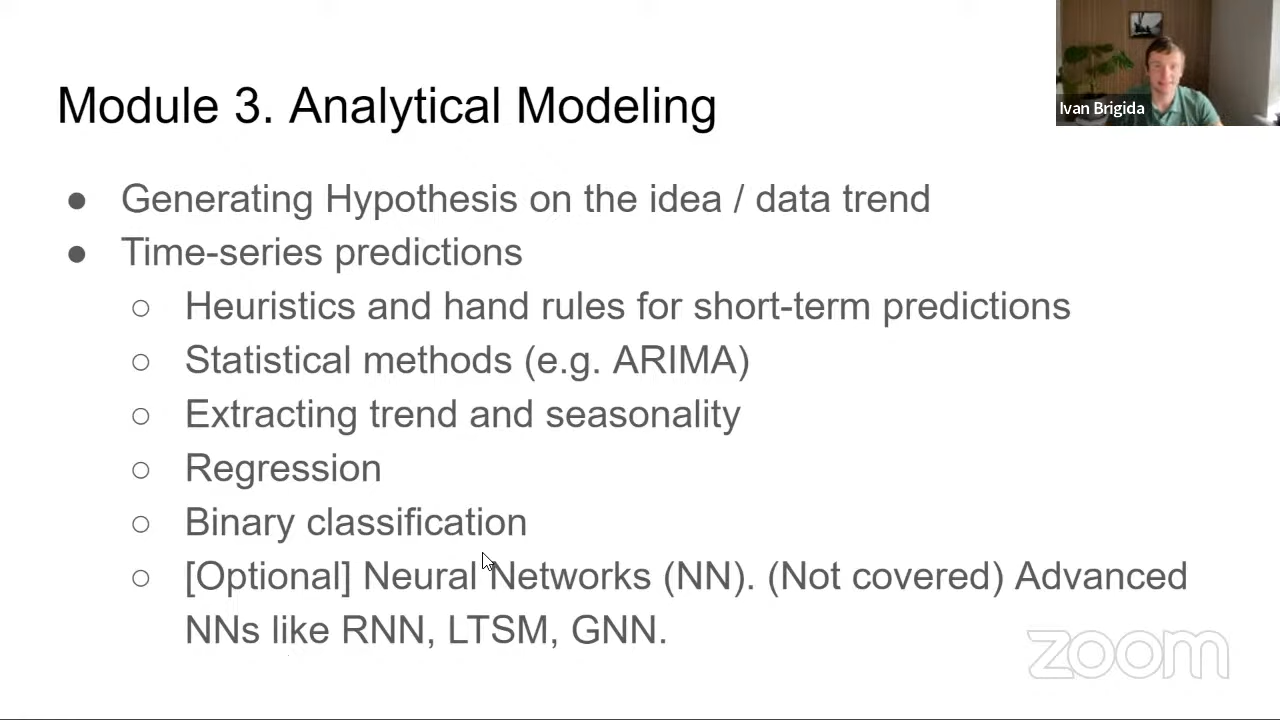 Module 3. Analytical Modeling
Ivan Brigida
● Generating Hypothesis on the idea / data trend
● Time-series predictions
○ Heuristics and hand rules for short-term predictions
○ Statistical methods (e.g. ARIMA)
○ Extracting trend and seasonality
○ Regression
○ Binary classification
○ [Optional] Neural Networks (NN). (Not covered) Advanced
NNs like RNN, LTSM, GNN.
zoom